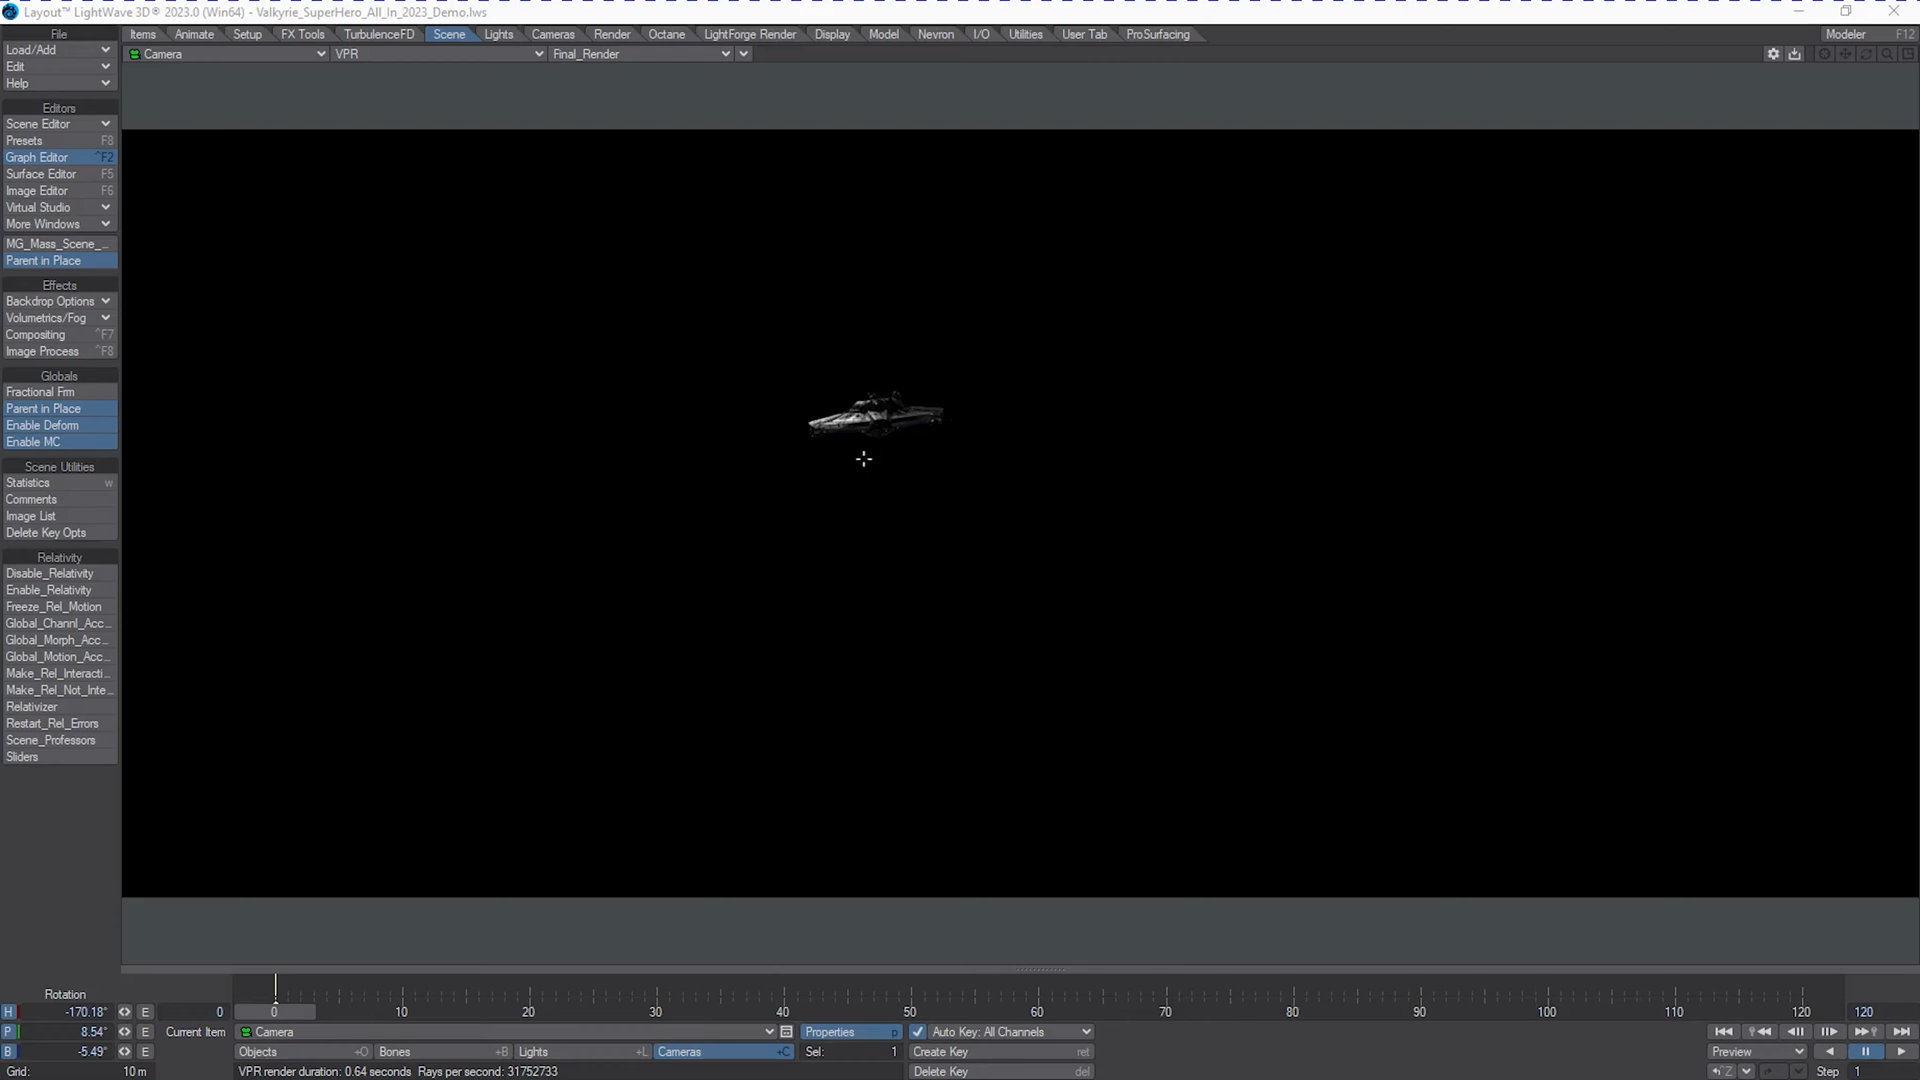 Layout™ LightWave 3D® 2023.0 (Win64) - Valkyrie_SuperHero_All_In_2023_Demo.lws
File Items Animate Setup FX Tools TurbulenceFD Scene Lights Cameras Render Octane LightForge Render Display Model Nevron I/O Utilities User Tab ProSurfacing Modeler F12
Load/Add Camera VPR Final_Render
Edit
Help
Editors
Scene Editor
Presets F8
Graph Editor ^F2
Surface Editor F5
Image Editor F6
Virtual Studio
More Windows
MG_Mass_Scene_...
Parent in Place
Effects
Backdrop Options
Volumetrics/Fog
Compositing ^F7
Image Process ^F8
Globals
Fractional Frm
Parent in Place
Enable Deform
Enable MC
Scene Utilities
Statistics w
Comments
Image List
Delete Key Opts
Relativity
Disable_Relativity
Enable_Relativity
Freeze_Rel_Motion
Global_Channl_Acc...
Global_Morph_Acc...
Global_Motion_Acc...
Make_Rel_Interacti...
Make_Rel_Not_Inte...
Relativizer
Restart_Rel_Errors
Scene_Professors
Sliders
Rotation
H -170.18° E 0 0 10 20 30 40 50 60 70 80 90 100 110 120 120
P 8.54° E Current Item Camera Properties p Auto Key: All Channels
B -5.49° E Objects +O Bones +B Lights +L Cameras +C Sel: 1 Create Key ret Preview
Grid: 10 m VPR render duration: 0.64 seconds Rays per second: 31752733 Delete Key del ^Z Step 1